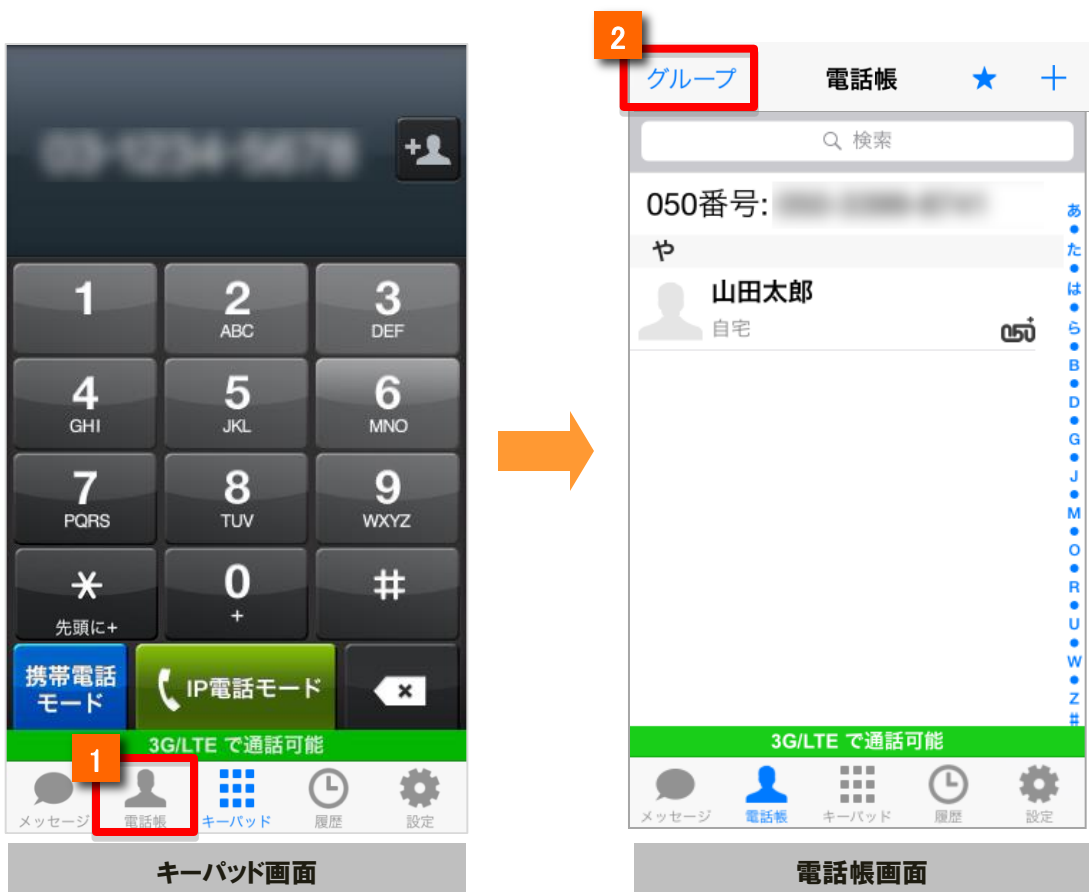 1
2
ABC
3
DEF
4
GHI
5
JKL
6
MNO
7
PQRS
8
TUV
9
WXYZ
先頭に+
0
+
#
携帯電話
モード
IP電話モード
3G/LTE で通話可能
1
メッセージ
電話帳
キーパッド
履歴
設定
キーパッド画面
2
グループ
電話帳
検索
050番号:
や
山田太郎
自宅
050+
あ
た
は
ら
B
D
G
J
M
O
R
U
W
Z
#
3G/LTE で通話可能
メッセージ
電話帳
キーパッド
履歴
設定
電話帳画面